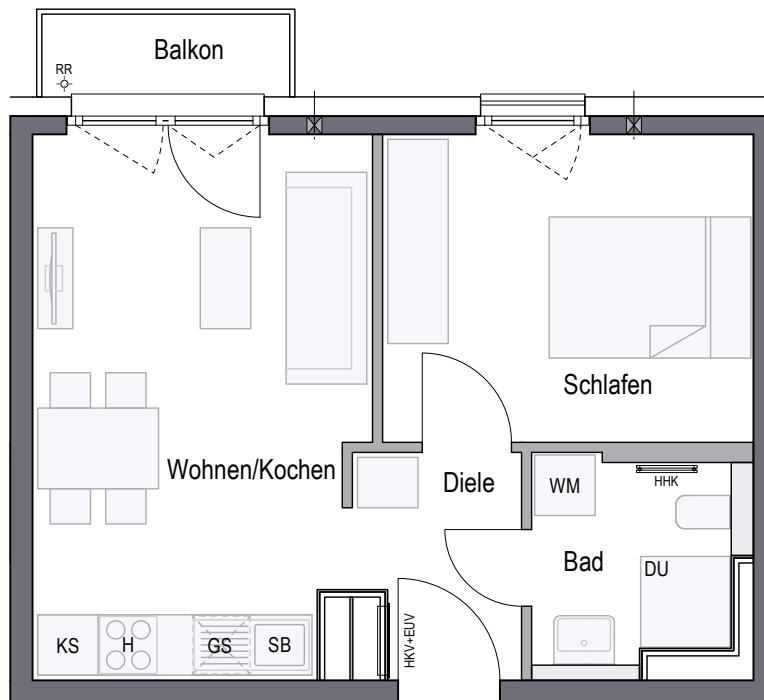 Balkon
RR
Schlafen
Wohnen/Kochen
Diele
WM
HHK
Bad
DU
KS
H
GS
SB
HKV+EUV